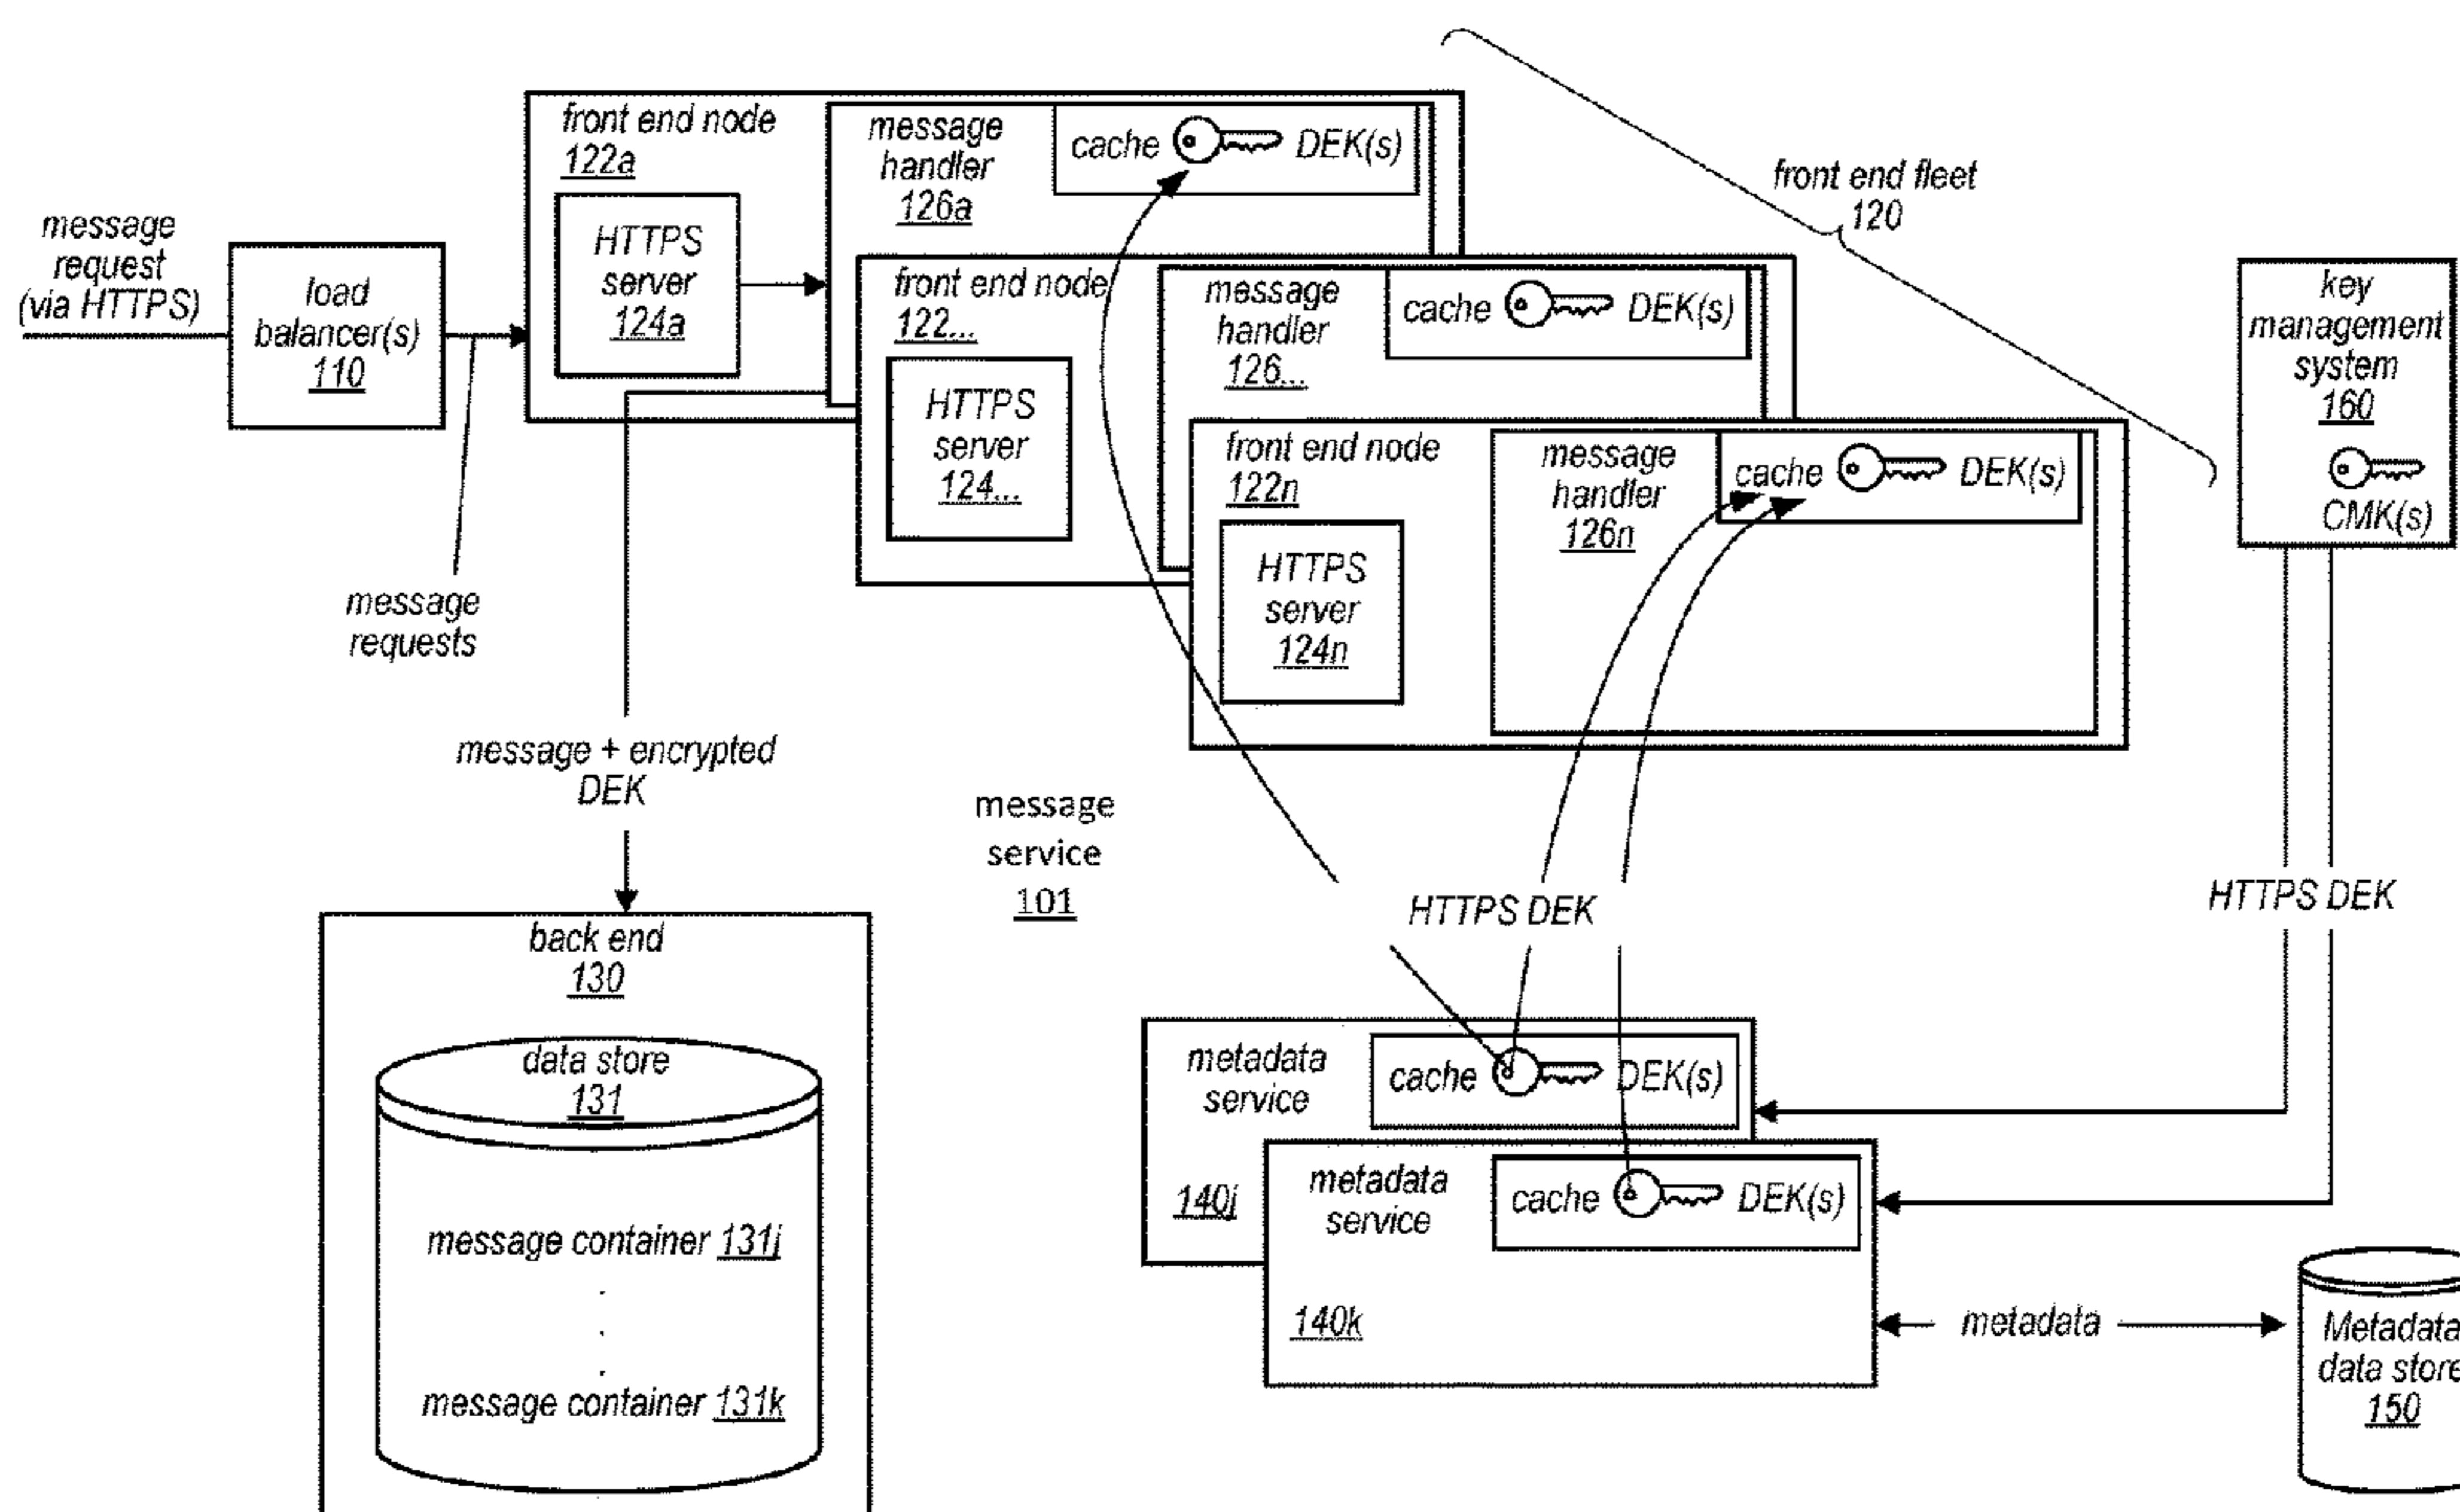 message
request
(via HTTPS)
load
balancer(s)
110
message
requests
front end node
122a
HTTPS
server
124a
message
handler
126a
cache
DEK(s)
front end node
122...
HTTPS
server
124...
message
handler
126...
cache
DEK(s)
front end node
122n
HTTPS
server
124n
message
handler
126n
cache
DEK(s)
front end fleet
120
key
management
system
160
CMK(s)
message + encrypted
DEK
message
service
101
HTTPS DEK
HTTPS DEK
back end
130
data store
131
message container 131j
.
.
.
message container 131k
metadata
service
140j
cache
DEK(s)
metadata
service
140k
cache
DEK(s)
metadata
Metadata
data store
150